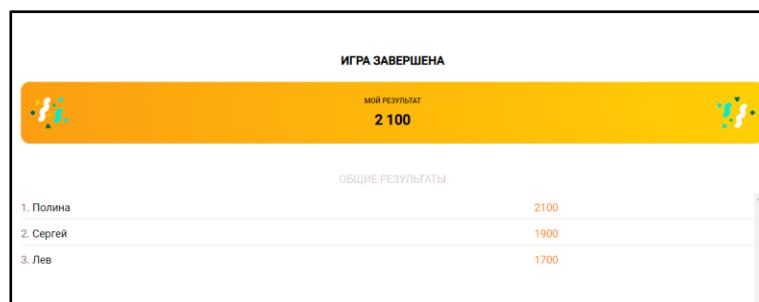 ИГРА ЗАВЕРШЕНА
МОЙ РЕЗУЛЬТАТ
2 100
ОБЩИЕ РЕЗУЛЬТАТЫ
1. Полина 2100
2. Сергей 1900
3. Лев 1700